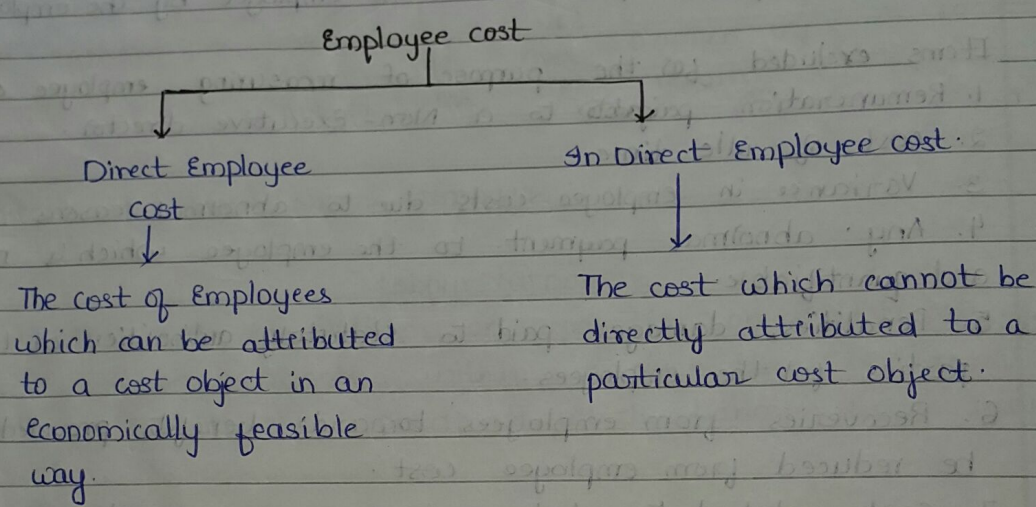 Employee cost
Direct Employee
cost
In Direct Employee cost.
The cost of Employees
which can be attributed
to a cost object in an
economically feasible
way.
The cost which cannot be
directly attributed to a
particular cost object.